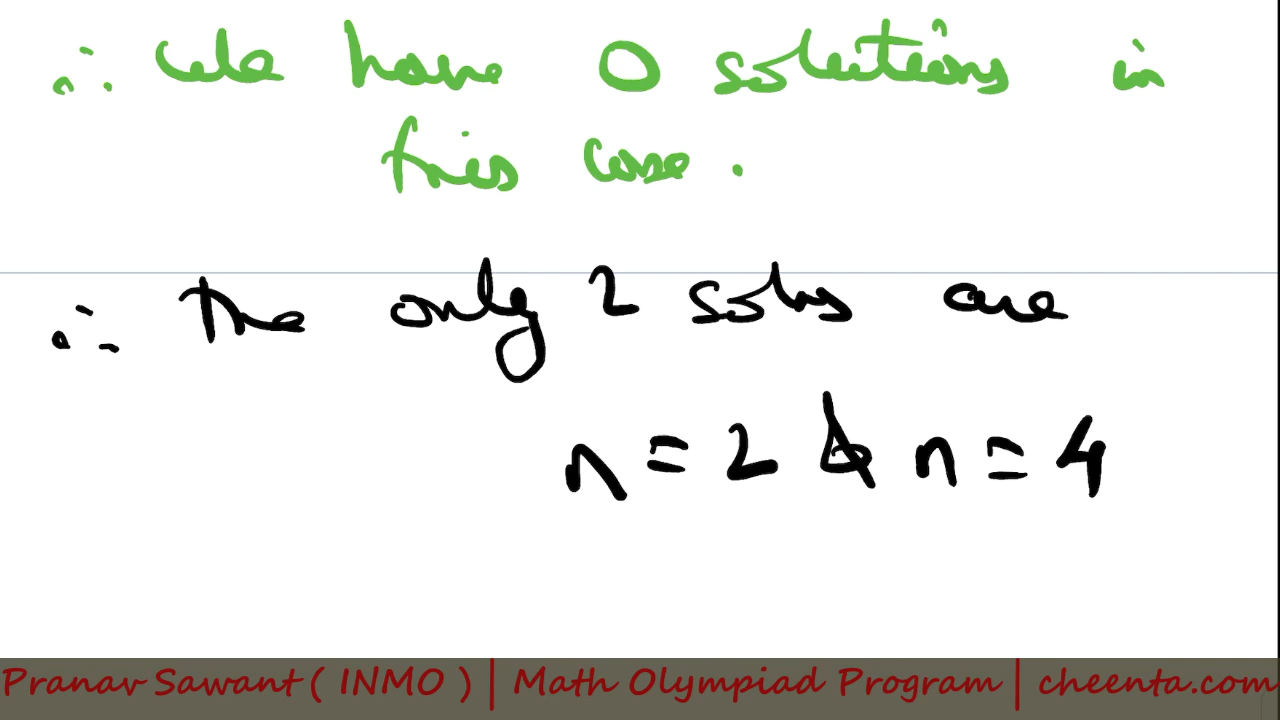 ∴ We have 0 solutions in
this case.
∴ The only 2 solns are
n = 2 & n = 4
Pranav Sawant ( INMO ) | Math Olympiad Program | cheenta.com